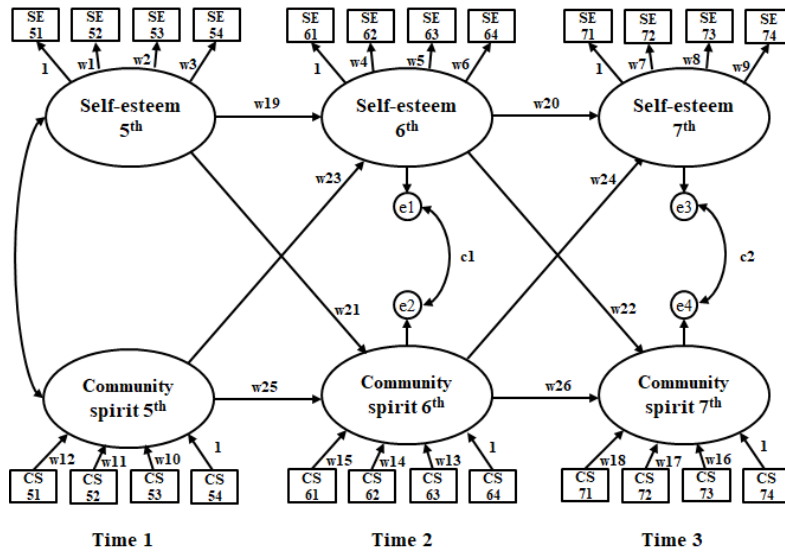 SE 51 SE 52 SE 53 SE 54 SE 61 SE 62 SE 63 SE 64 SE 71 SE 72 SE 73 SE 74
1 w1 w2 w3 1 w4 w5 w6 1 w7 w8 w9
Self-esteem 5th
w19
Self-esteem 6th
w20
Self-esteem 7th
w23
w24
e1
e3
c1
c2
e2
e4
w21
w22
Community spirit 5th
w25
Community spirit 6th
w26
Community spirit 7th
w12 w11 w10 1 w15 w14 w13 1 w18 w17 w16 1
CS 51 CS 52 CS 53 CS 54 CS 61 CS 62 CS 63 CS 64 CS 71 CS 72 CS 73 CS 74
Time 1 Time 2 Time 3